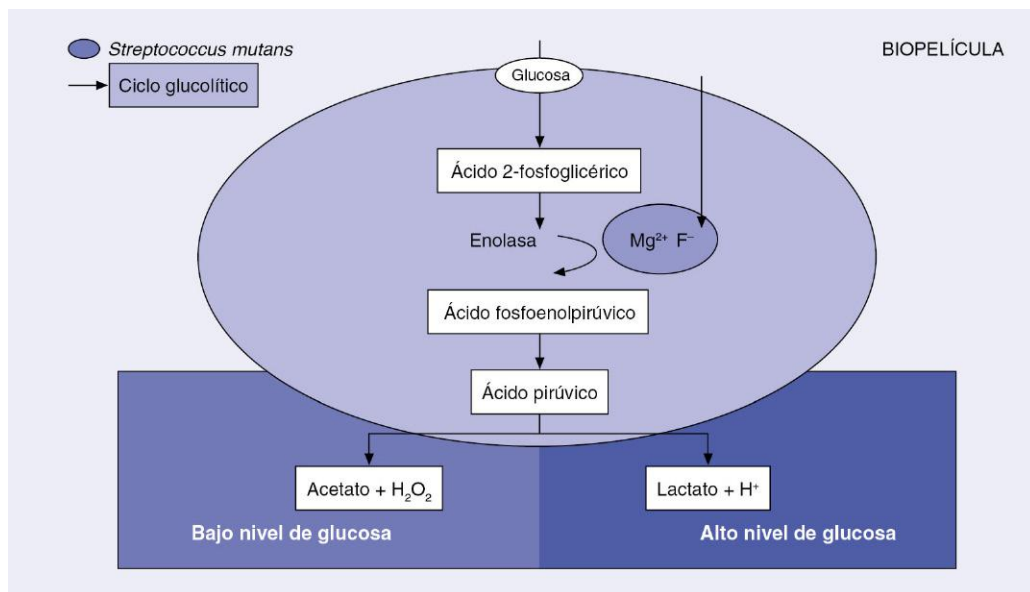 Streptococcus mutans
BIOPELÍCULA
Ciclo glucolítico
Glucosa
Ácido 2-fosfoglicérico
Enolasa
Mg²⁺ F⁻
Ácido fosfoenolpirúvico
Ácido pirúvico
Acetato + H₂O₂
Lactato + H⁺
Bajo nivel de glucosa
Alto nivel de glucosa